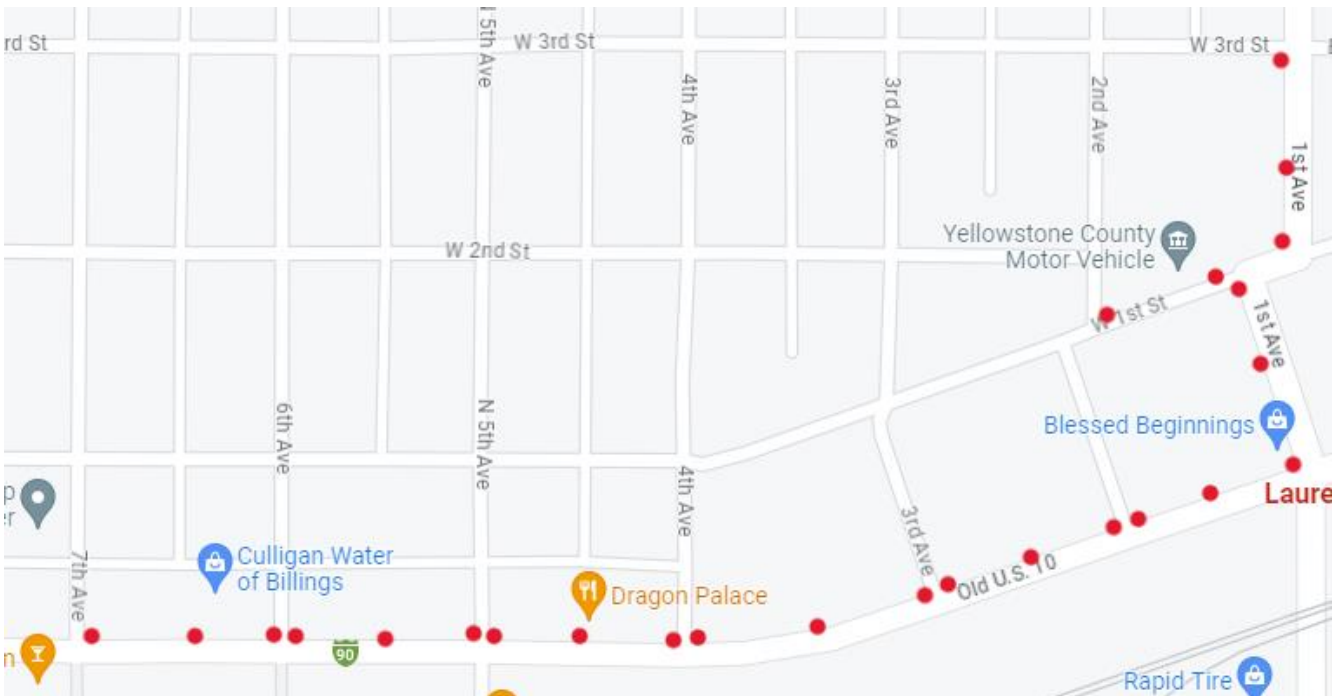 rd St
N 5th Ave
W 3rd St
4th Ave
3rd Ave
2nd Ave
W 3rd St
1st Ave
W 2nd St
Yellowstone County
Motor Vehicle
W 1st St
1st Ave
6th Ave
N 5th Ave
Blessed Beginnings
4th Ave
3rd Ave
Laure
7th Ave
Culligan Water
of Billings
Dragon Palace
Old U.S. 10
90
Rapid Tire